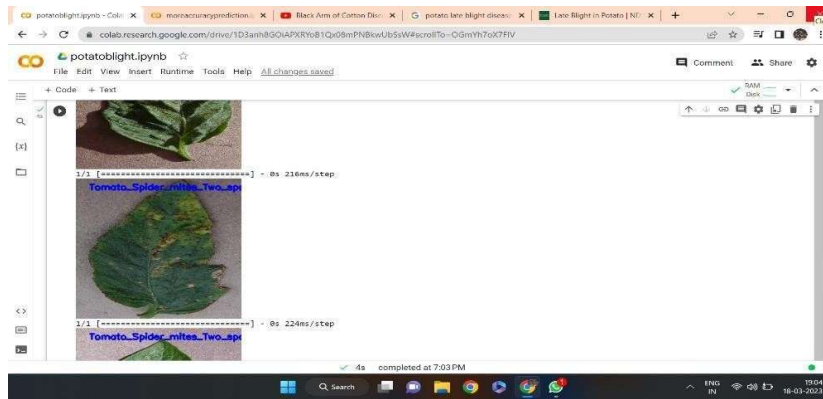 potatoblight.ipynb - Cola
moreaccuracyprediction.i
Black Arm of Cotton Dise
potato late blight disease
Late Blight in Potato | ND
colab.research.google.com/drive/1D3anh8GOiAPXRYoB1Qx08mPNBkwUbSsW#scrollTo=OGmYh7oX7FIV
CO potatoblight.ipynb
Comment Share
File Edit View Insert Runtime Tools Help All changes saved
+ Code + Text
RAM
Disk
{x}
1/1 [==============================] - 0s 216ms/step
Tomato_Spider_mites_Two_spo
1/1 [==============================] - 0s 224ms/step
Tomato_Spider_mites_Two_spo
4s completed at 7:03 PM
Search
ENG
IN
19:04
18-03-2023